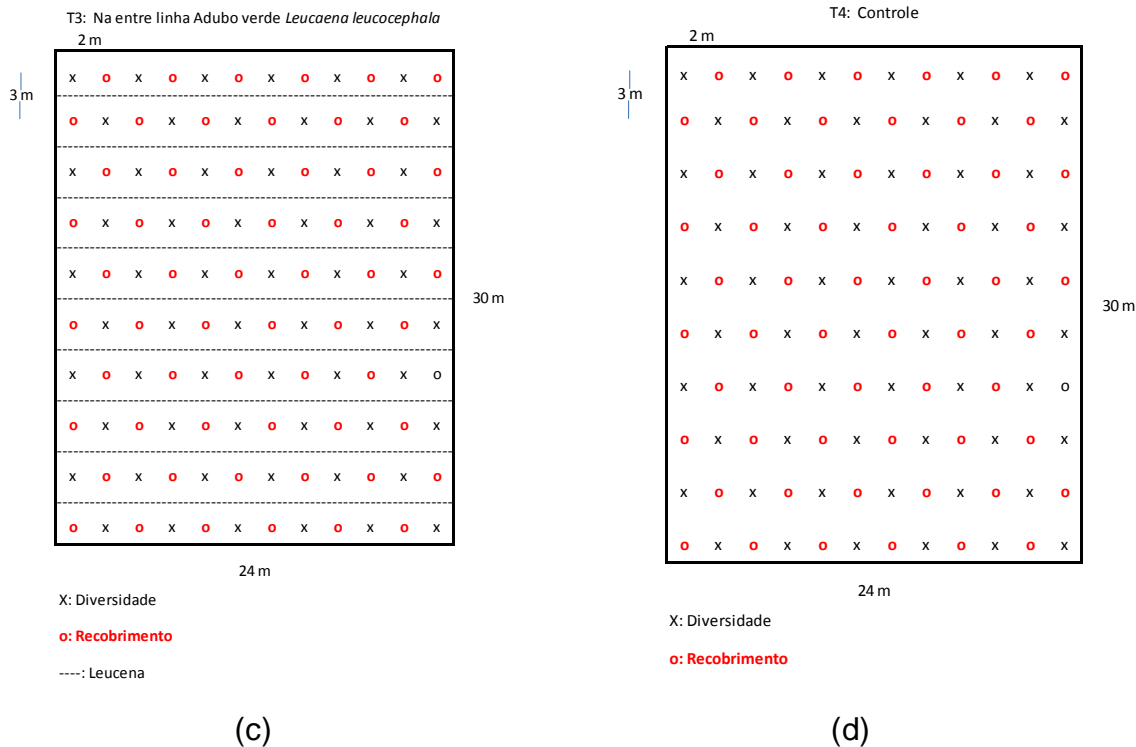 T3: Na entre linha Adubo verde Leucaena leucocephala
2 m
3 m
x o x o x o x o x o x o
o x o x o x o x o x o x
x o x o x o x o x o x o
o x o x o x o x o x o x
x o x o x o x o x o x o
o x o x o x o x o x o x
x o x o x o x o x o x o
o x o x o x o x o x o x
x o x o x o x o x o x o
o x o x o x o x o x o x
30 m
24 m
X: Diversidade
o: Recobrimento
----: Leucena
(c)
T4: Controle
2 m
3 m
x o x o x o x o x o x o
o x o x o x o x o x o x
x o x o x o x o x o x o
o x o x o x o x o x o x
x o x o x o x o x o x o
o x o x o x o x o x o x
x o x o x o x o x o x o
o x o x o x o x o x o x
x o x o x o x o x o x o
o x o x o x o x o x o x
30 m
24 m
X: Diversidade
o: Recobrimento
(d)